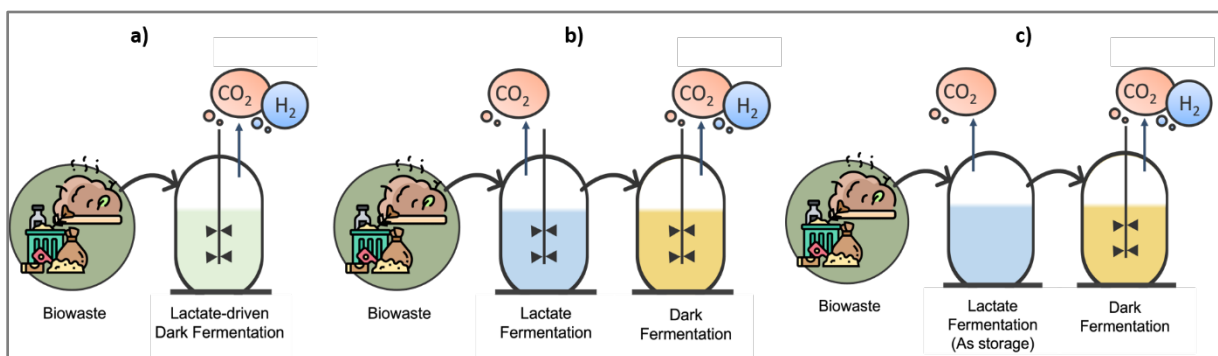 a)
CO₂
H₂
Biowaste
Lactate-driven
Dark Fermentation
b)
CO₂
CO₂
H₂
Biowaste
Lactate
Fermentation
Dark
Fermentation
c)
CO₂
CO₂
H₂
Biowaste
Lactate
Fermentation
(As storage)
Dark
Fermentation